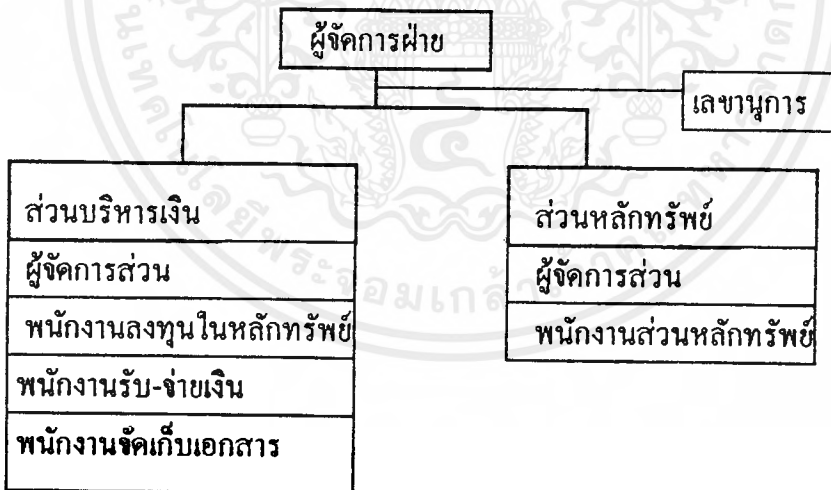 ผู้จัดการฝ่าย
เลขานุการ
ส่วนบริหารเงิน
ผู้จัดการส่วน
พนักงานลงทุนในหลักทรัพย์
พนักงานรับ-จ่ายเงิน
พนักงานจัดเก็บเอกสาร
ส่วนหลักทรัพย์
ผู้จัดการส่วน
พนักงานส่วนหลักทรัพย์